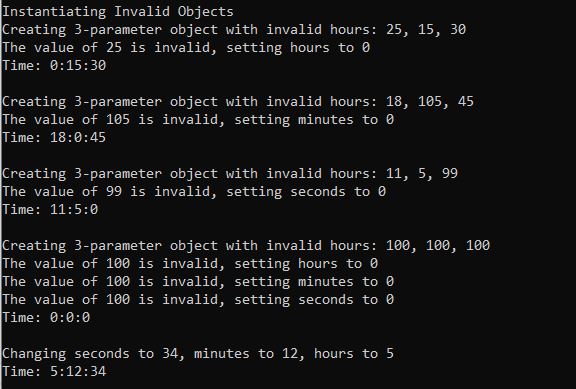 Instantiating Invalid Objects
Creating 3-parameter object with invalid hours: 25, 15, 30
The value of 25 is invalid, setting hours to 0
Time: 0:15:30
Creating 3-parameter object with invalid hours: 18, 105, 45
The value of 105 is invalid, setting minutes to 0
Time: 18:0:45
Creating 3-parameter object with invalid hours: 11, 5, 99
The value of 99 is invalid, setting seconds to 0
Time: 11:5:0
Creating 3-parameter object with invalid hours: 100, 100, 100
The value of 100 is invalid, setting hours to 0
The value of 100 is invalid, setting minutes to 0
The value of 100 is invalid, setting seconds to 0
Time: 0:0:0
Changing seconds to 34, minutes to 12, hours to 5
Time: 5:12:34